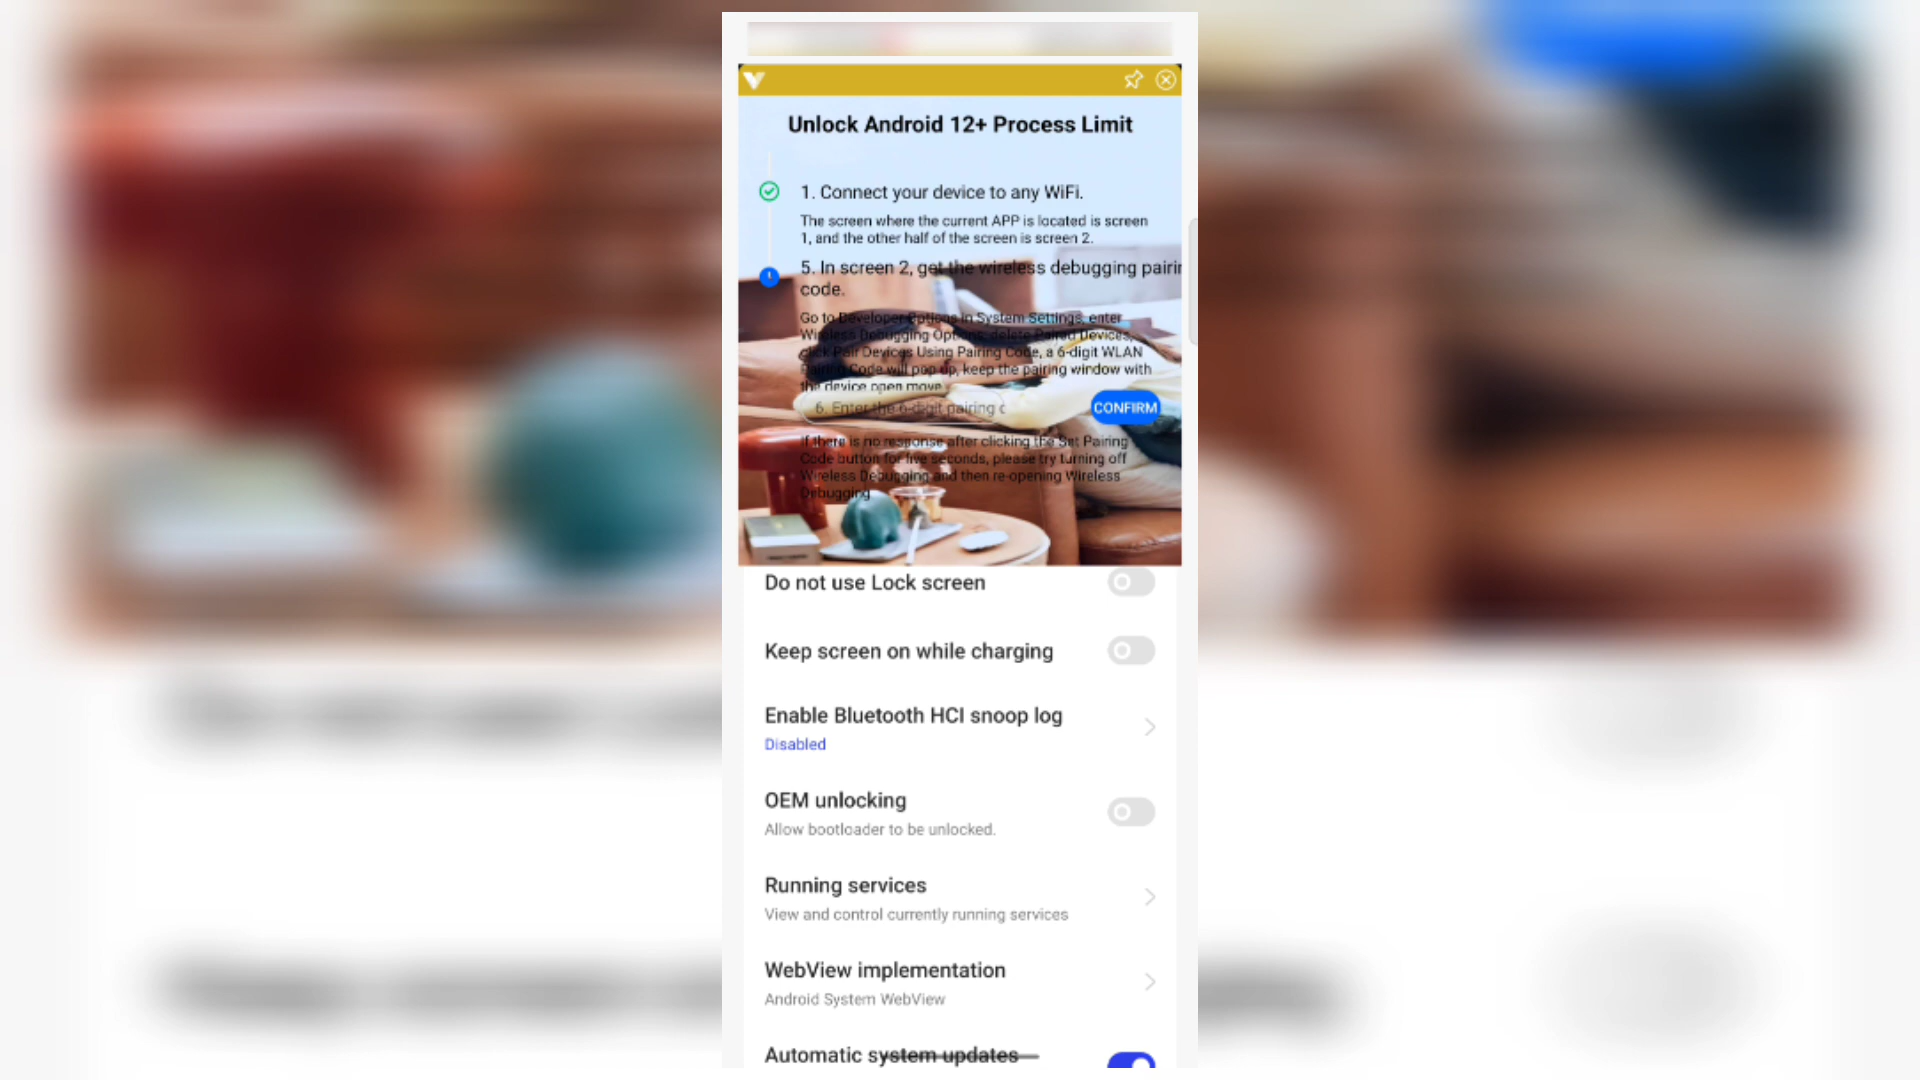 Unlock Android 12+ Process Limit
1. Connect your device to any WiFi.
The screen where the current APP is located is screen
1, and the other half of the screen is screen 2.
5. In screen 2, get the wireless debugging pairin
code.
Go to Developer Options in System Settings, enter
Wireless Debugging Options, delete Paired Devices,
click Pair Devices Using Pairing Code, a 6-digit WLAN
Pairing Code will pop up, keep the pairing window with
the device open move
6. Enter the 6-digit pairing c
CONFIRM
If there is no response after clicking the Set Pairing
Code button for five seconds, please try turning off
Wireless Debugging and then re-opening Wireless
Debugging
Do not use Lock screen
Keep screen on while charging
Enable Bluetooth HCI snoop log
Disabled
OEM unlocking
Allow bootloader to be unlocked.
Running services
View and control currently running services
WebView implementation
Android System WebView
Automatic system updates